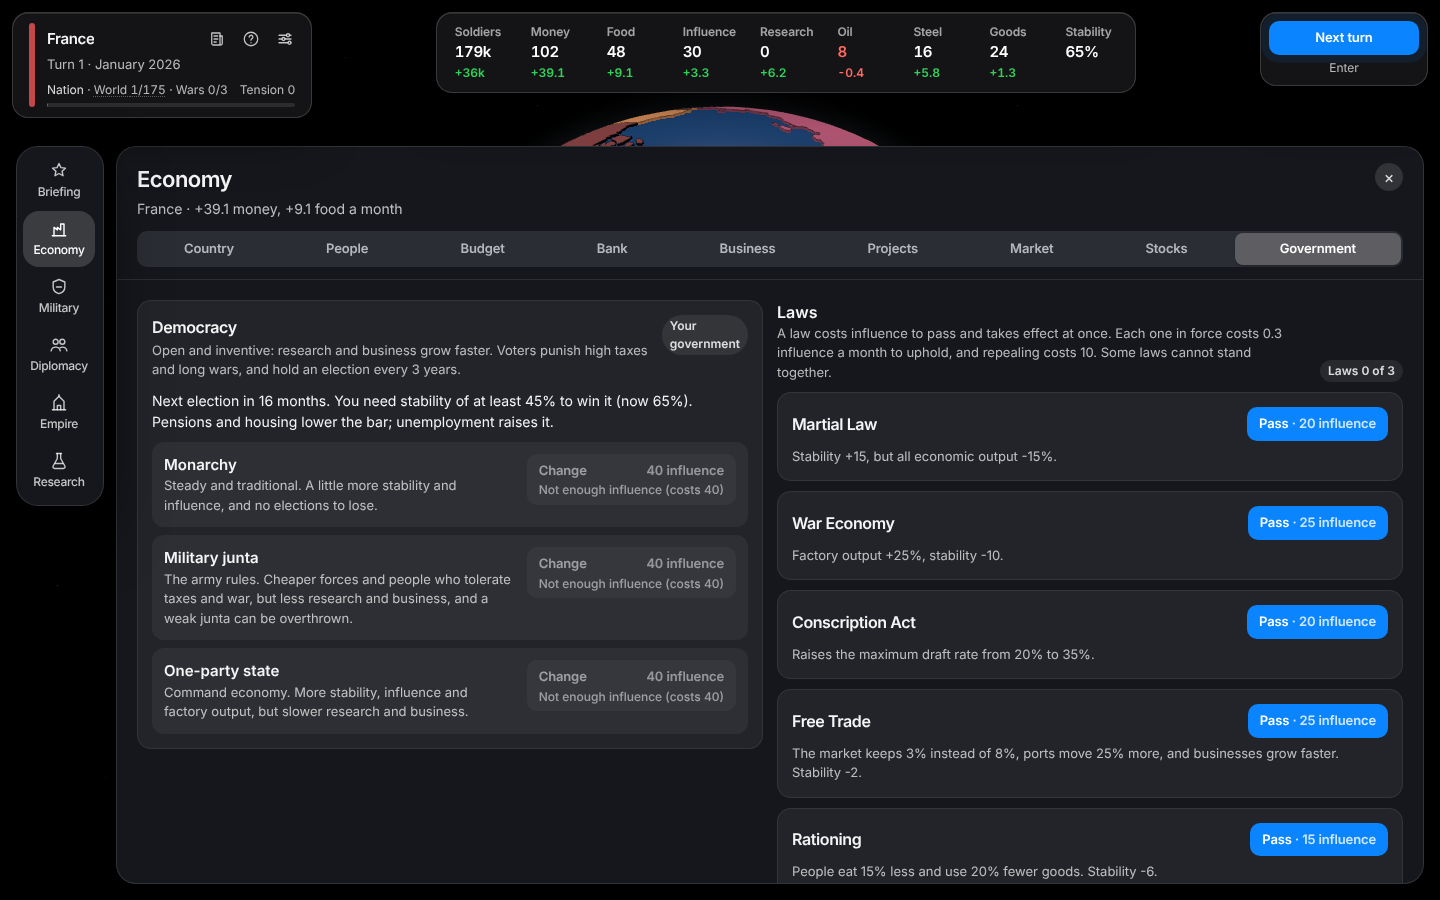 France
Turn 1 · January 2026
Nation · World 1/175 · Wars 0/3 Tension 0
Soldiers Money Food Influence Research Oil Steel Goods Stability
179k 102 48 30 0 8 16 24 65%
+36k +39.1 +9.1 +3.3 +6.2 -0.4 +5.8 +1.3
Next turn
Enter
Briefing
Economy
Military
Diplomacy
Empire
Research
Economy
France · +39.1 money, +9.1 food a month
Country People Budget Bank Business Projects Market Stocks Government
Democracy
Your
government
Open and inventive: research and business grow faster. Voters punish high taxes
and long wars, and hold an election every 3 years.
Next election in 16 months. You need stability of at least 45% to win it (now 65%).
Pensions and housing lower the bar; unemployment raises it.
Monarchy
Steady and traditional. A little more stability and
influence, and no elections to lose.
Change 40 influence
Not enough influence (costs 40)
Military junta
The army rules. Cheaper forces and people who tolerate
taxes and war, but less research and business, and a
weak junta can be overthrown.
Change 40 influence
Not enough influence (costs 40)
One-party state
Command economy. More stability, influence and
factory output, but slower research and business.
Change 40 influence
Not enough influence (costs 40)
Laws
A law costs influence to pass and takes effect at once. Each one in force costs 0.3
influence a month to uphold, and repealing costs 10. Some laws cannot stand
together.
Laws 0 of 3
Martial Law
Pass · 20 influence
Stability +15, but all economic output -15%.
War Economy
Pass · 25 influence
Factory output +25%, stability -10.
Conscription Act
Pass · 20 influence
Raises the maximum draft rate from 20% to 35%.
Free Trade
Pass · 25 influence
The market keeps 3% instead of 8%, ports move 25% more, and businesses grow faster.
Stability -2.
Rationing
Pass · 15 influence
People eat 15% less and use 20% fewer goods. Stability -6.